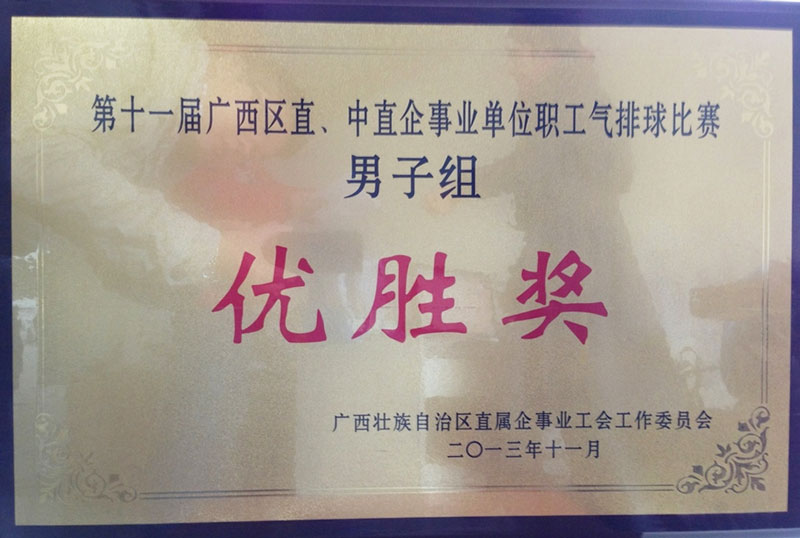 第十一届广西区直、中直企事业单位职工气排球比赛
男子组
优胜奖
广西壮族自治区直属企事业工会工作委员会
二〇一三年十一月